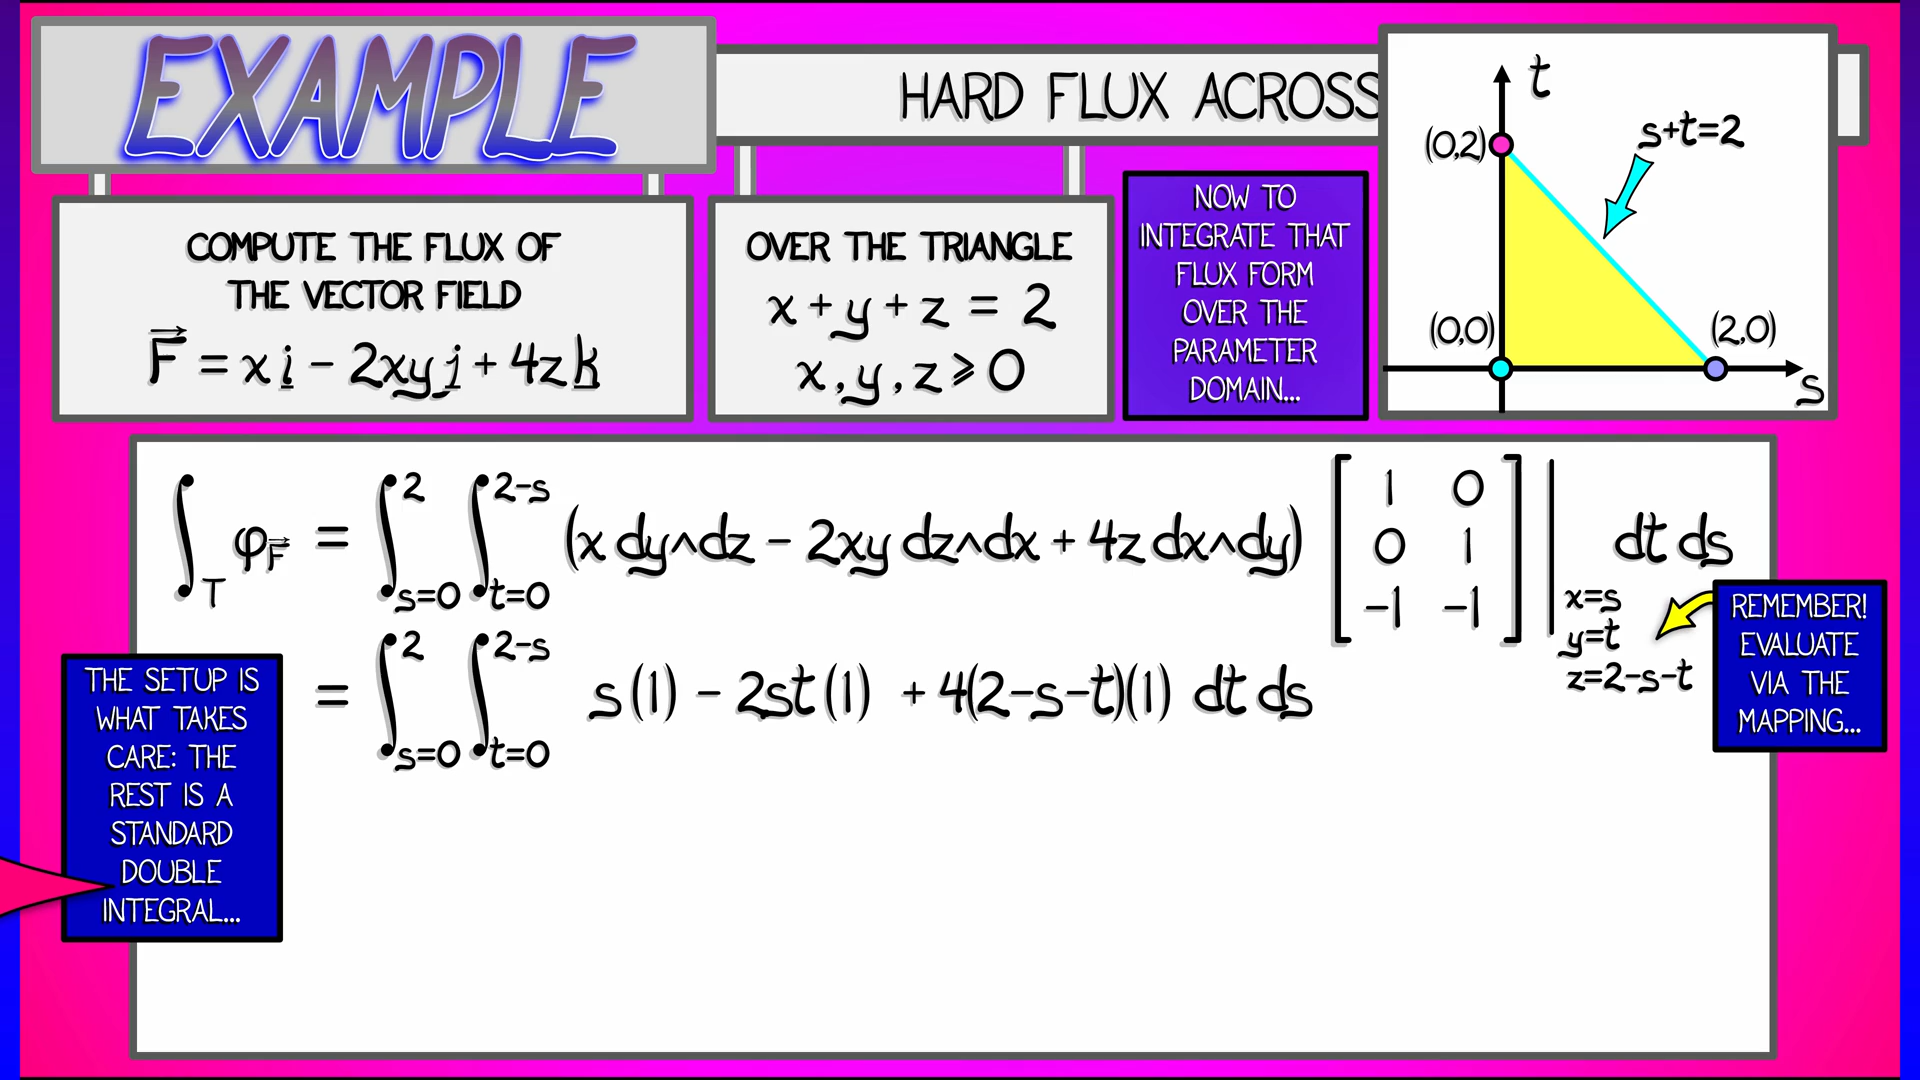 EXAMPLE
HARD FLUX ACROSS
COMPUTE THE FLUX OF
THE VECTOR FIELD
F⃗ = x i̲ − 2xy j̲ + 4z k̲
OVER THE TRIANGLE
x + y + z = 2
x, y, z ⩾ 0
NOW TO
INTEGRATE THAT
FLUX FORM
OVER THE
PARAMETER
DOMAIN...
t
s+t=2
(0,2)
(0,0)
(2,0)
s
∫_T φ_F⃗ = ∫_{s=0}^{2} ∫_{t=0}^{2-s} (x dy∧dz − 2xy dz∧dx + 4z dx∧dy) [1 0; 0 1; −1 −1] | x=s y=t z=2-s-t dt ds
= ∫_{s=0}^{2} ∫_{t=0}^{2-s} s(1) − 2st(1) + 4(2-s-t)(1) dt ds
REMEMBER!
EVALUATE
VIA THE
MAPPING...
THE SETUP IS
WHAT TAKES
CARE: THE
REST IS A
STANDARD
DOUBLE
INTEGRAL...